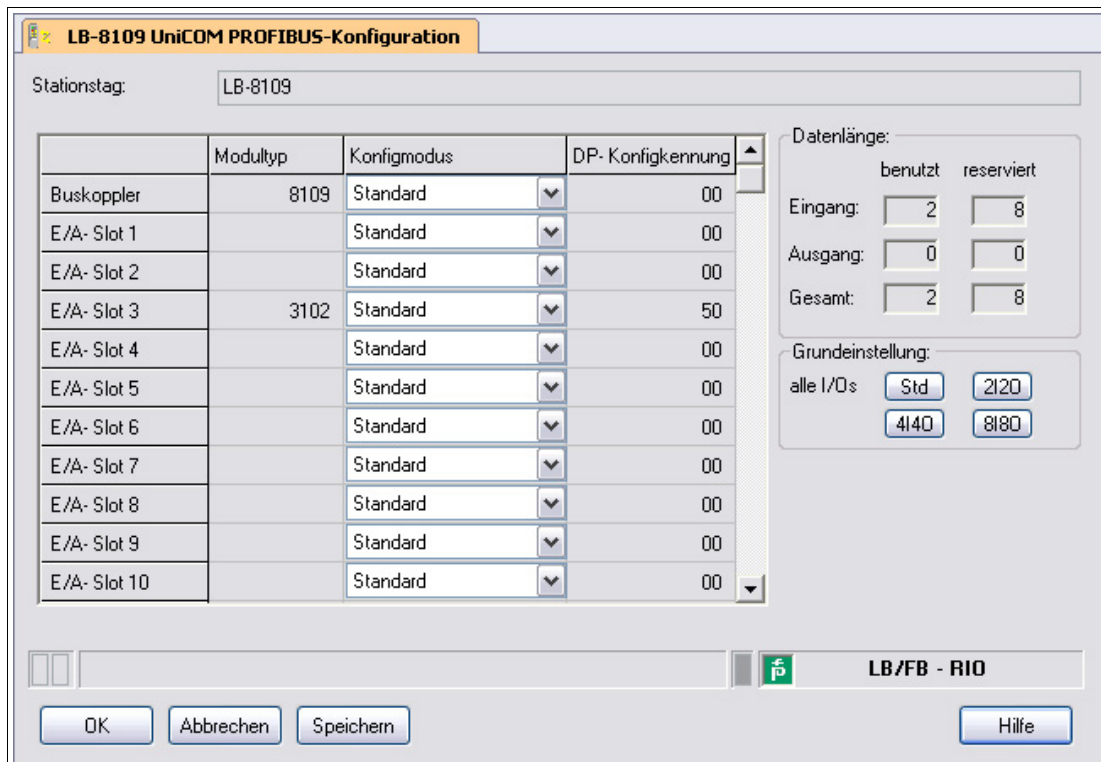 LB-8109 UniCOM PROFIBUS-Konfiguration
Stationstag: LB-8109
Modultyp Konfigmodus DP- Konfigkennung
Buskoppler 8109 Standard 00
E/A- Slot 1 Standard 00
E/A- Slot 2 Standard 00
E/A- Slot 3 3102 Standard 50
E/A- Slot 4 Standard 00
E/A- Slot 5 Standard 00
E/A- Slot 6 Standard 00
E/A- Slot 7 Standard 00
E/A- Slot 8 Standard 00
E/A- Slot 9 Standard 00
E/A- Slot 10 Standard 00
Datenlänge:
benutzt reserviert
Eingang: 2 8
Ausgang: 0 0
Gesamt: 2 8
Grundeinstellung:
alle I/Os Std 2I2O
4I4O 8I8O
LB/FB - RIO
OK Abbrechen Speichern Hilfe